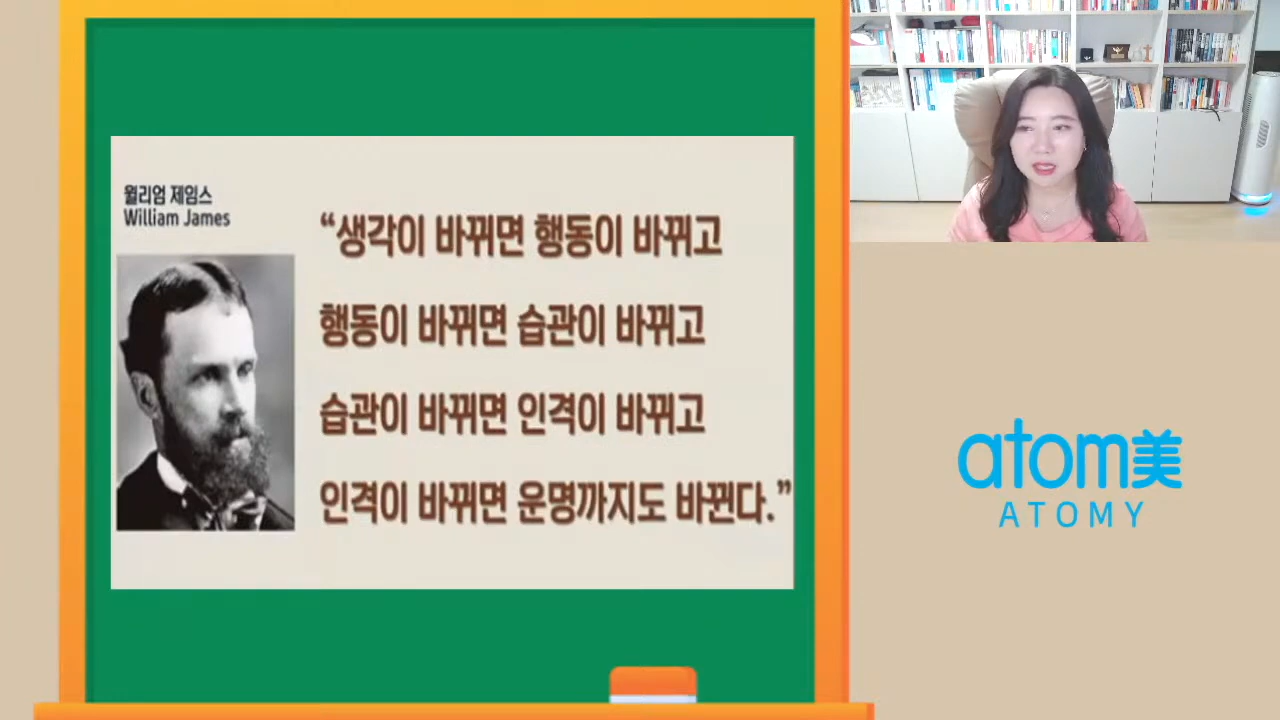 윌리엄 제임스
William James
“생각이 바뀌면 행동이 바뀌고
행동이 바뀌면 습관이 바뀌고
습관이 바뀌면 인격이 바뀌고
인격이 바뀌면 운명까지도 바뀐다.”
atom美
ATOMY